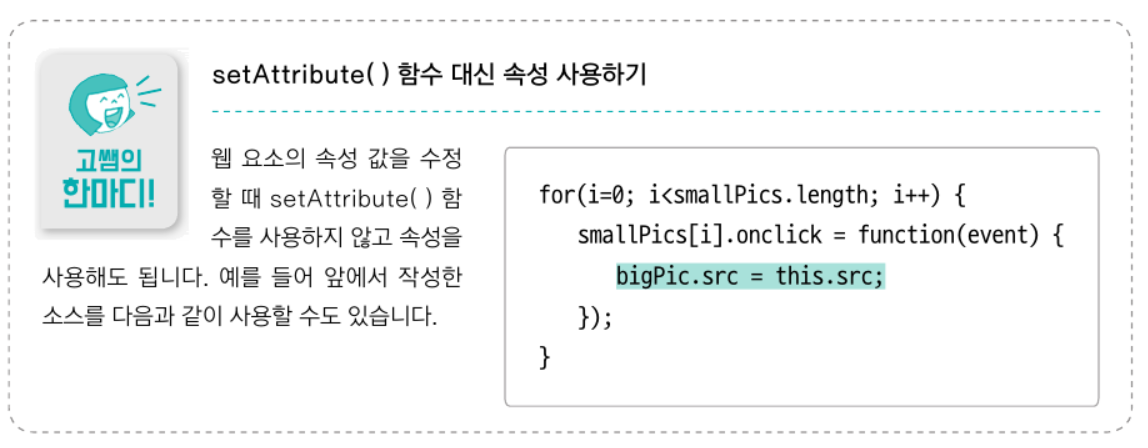 setAttribute( ) 함수 대신 속성 사용하기
고쌤의
한마디!
웹 요소의 속성 값을 수정
할 때 setAttribute( ) 함
수를 사용하지 않고 속성을
사용해도 됩니다. 예를 들어 앞에서 작성한
소스를 다음과 같이 사용할 수도 있습니다.
for(i=0; i<smallPics.length; i++) {
smallPics[i].onclick = function(event) {
bigPic.src = this.src;
});
}